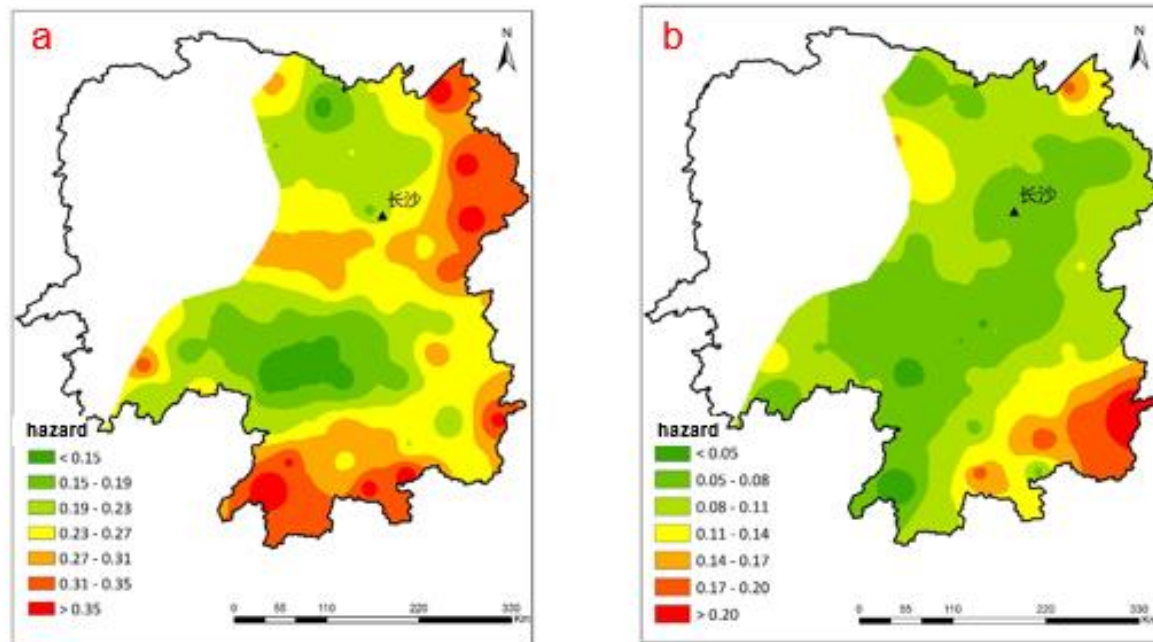 a
N
长沙
hazard
< 0.15
0.15 - 0.19
0.19 - 0.23
0.23 - 0.27
0.27 - 0.31
0.31 - 0.35
> 0.35
0 55 110 220 330
Km
b
N
长沙
hazard
< 0.05
0.05 - 0.08
0.08 - 0.11
0.11 - 0.14
0.14 - 0.17
0.17 - 0.20
> 0.20
0 55 110 220 330
Km